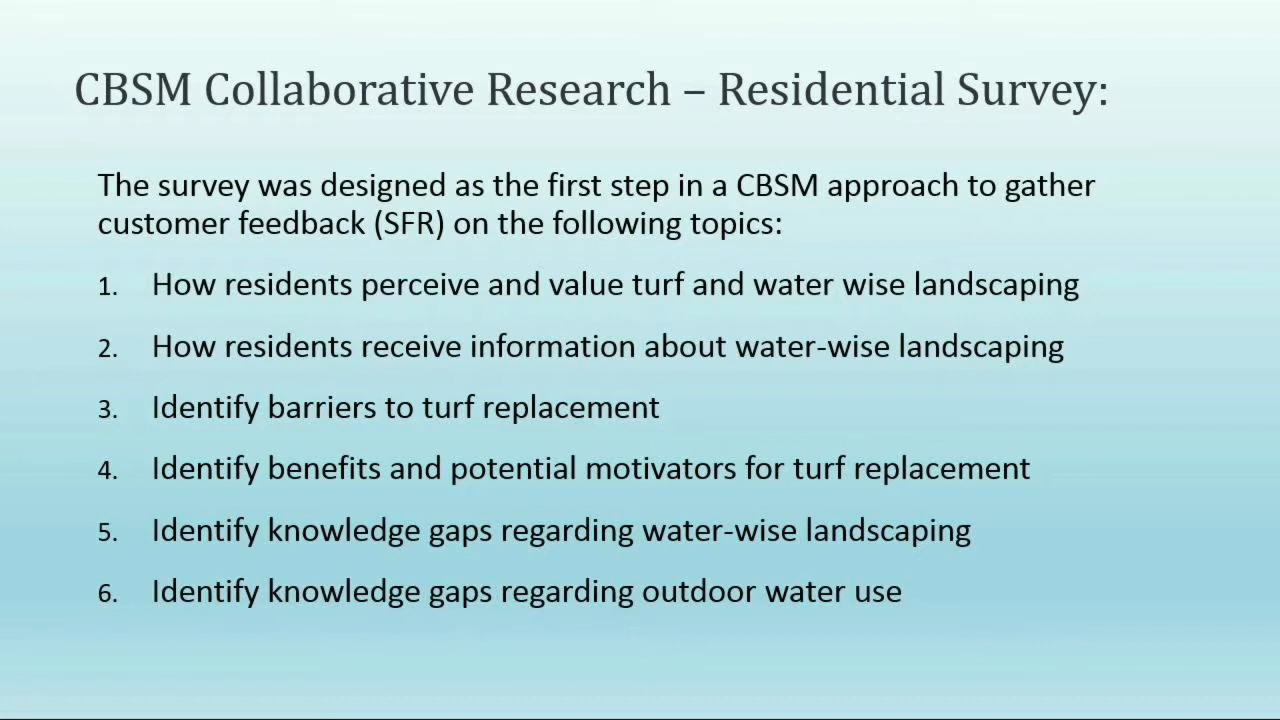 CBSM Collaborative Research – Residential Survey:
The survey was designed as the first step in a CBSM approach to gather
customer feedback (SFR) on the following topics:
1. How residents perceive and value turf and water wise landscaping
2. How residents receive information about water-wise landscaping
3. Identify barriers to turf replacement
4. Identify benefits and potential motivators for turf replacement
5. Identify knowledge gaps regarding water-wise landscaping
6. Identify knowledge gaps regarding outdoor water use